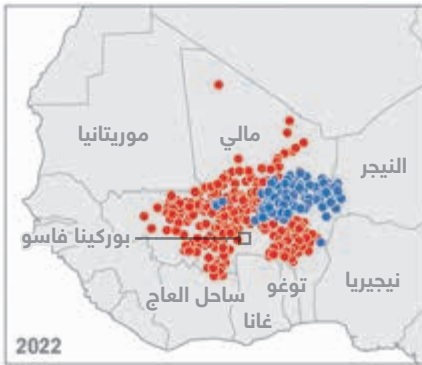 موريتانيا
مالي
النيجر
بوركينا فاسو
نيجيريا
توغو
ساحل العاج
غانا
2022